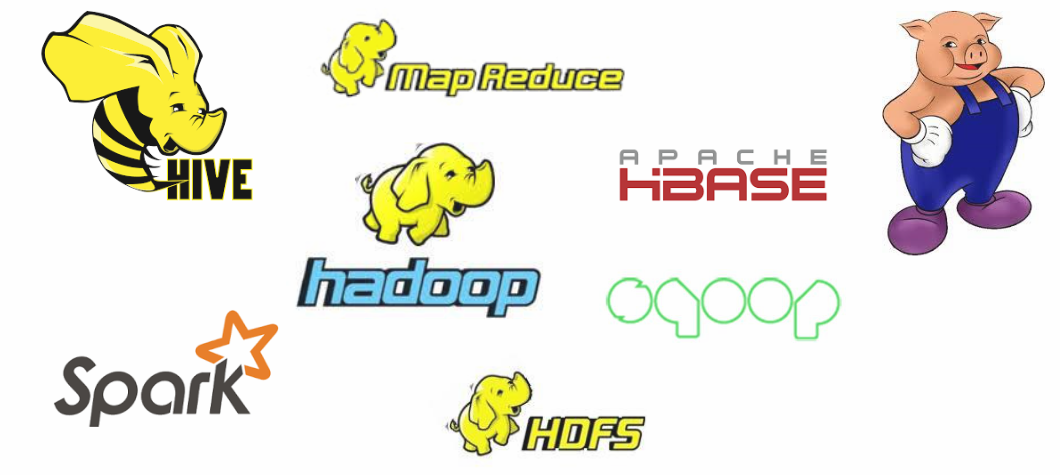 Map Reduce
HIVE
APACHE
HBASE
hadoop
sqoop
Spark
HDFS